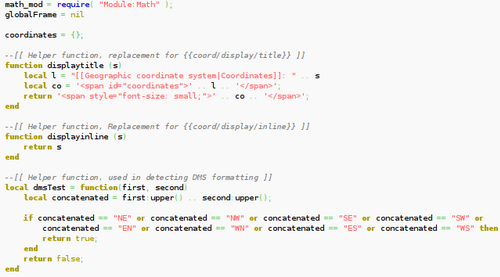 math_mod = require( "Module:Math" );
globalFrame = nil
coordinates = {};
--[[ Helper function, replacement for {{coord/display/title}} ]]
function displaytitle (s)
local l = "[[Geographic coordinate system|Coordinates]]: " .. s
local co = '<span id="coordinates">' .. l .. '</span>';
return '<span style="font-size: small;">' .. co .. '</span>';
end
--[[ Helper function, Replacement for {{coord/display/inline}} ]]
function displayinline (s)
return s
end
--[[ Helper function, used in detecting DMS formatting ]]
local dmsTest = function(first, second)
local concatenated = first:upper() .. second:upper();
if concatenated == "NE" or concatenated == "NW" or concatenated == "SE" or concatenated == "SW" or
concatenated == "EN" or concatenated == "WN" or concatenated == "ES" or concatenated == "WS" then
return true;
end
return false;
end